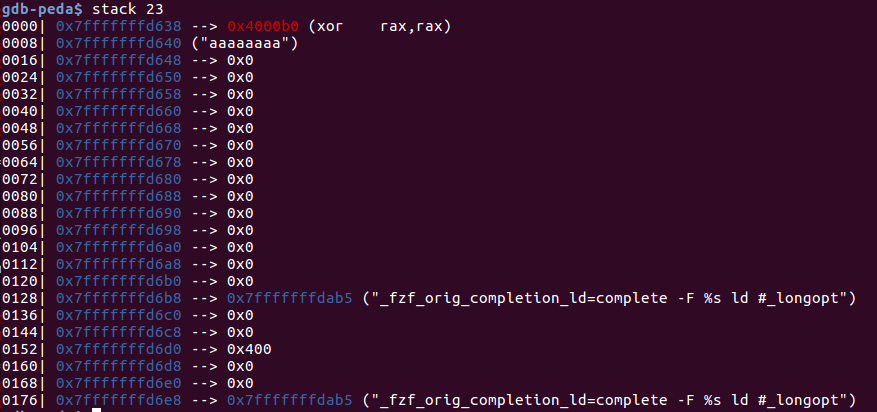 gdb-peda$ stack 23
0000| 0x7fffffffd638 --> 0x4000b0 (xor    rax,rax)
0008| 0x7fffffffd640 ("aaaaaaaa")
0016| 0x7fffffffd648 --> 0x0
0024| 0x7fffffffd650 --> 0x0
0032| 0x7fffffffd658 --> 0x0
0040| 0x7fffffffd660 --> 0x0
0048| 0x7fffffffd668 --> 0x0
0056| 0x7fffffffd670 --> 0x0
0064| 0x7fffffffd678 --> 0x0
0072| 0x7fffffffd680 --> 0x0
0080| 0x7fffffffd688 --> 0x0
0088| 0x7fffffffd690 --> 0x0
0096| 0x7fffffffd698 --> 0x0
0104| 0x7fffffffd6a0 --> 0x0
0112| 0x7fffffffd6a8 --> 0x0
0120| 0x7fffffffd6b0 --> 0x0
0128| 0x7fffffffd6b8 --> 0x7fffffffdab5 ("_fzf_orig_completion_ld=complete -F %s ld #_longopt")
0136| 0x7fffffffd6c0 --> 0x0
0144| 0x7fffffffd6c8 --> 0x0
0152| 0x7fffffffd6d0 --> 0x400
0160| 0x7fffffffd6d8 --> 0x0
0168| 0x7fffffffd6e0 --> 0x0
0176| 0x7fffffffd6e8 --> 0x7fffffffdab5 ("_fzf_orig_completion_ld=complete -F %s ld #_longopt")